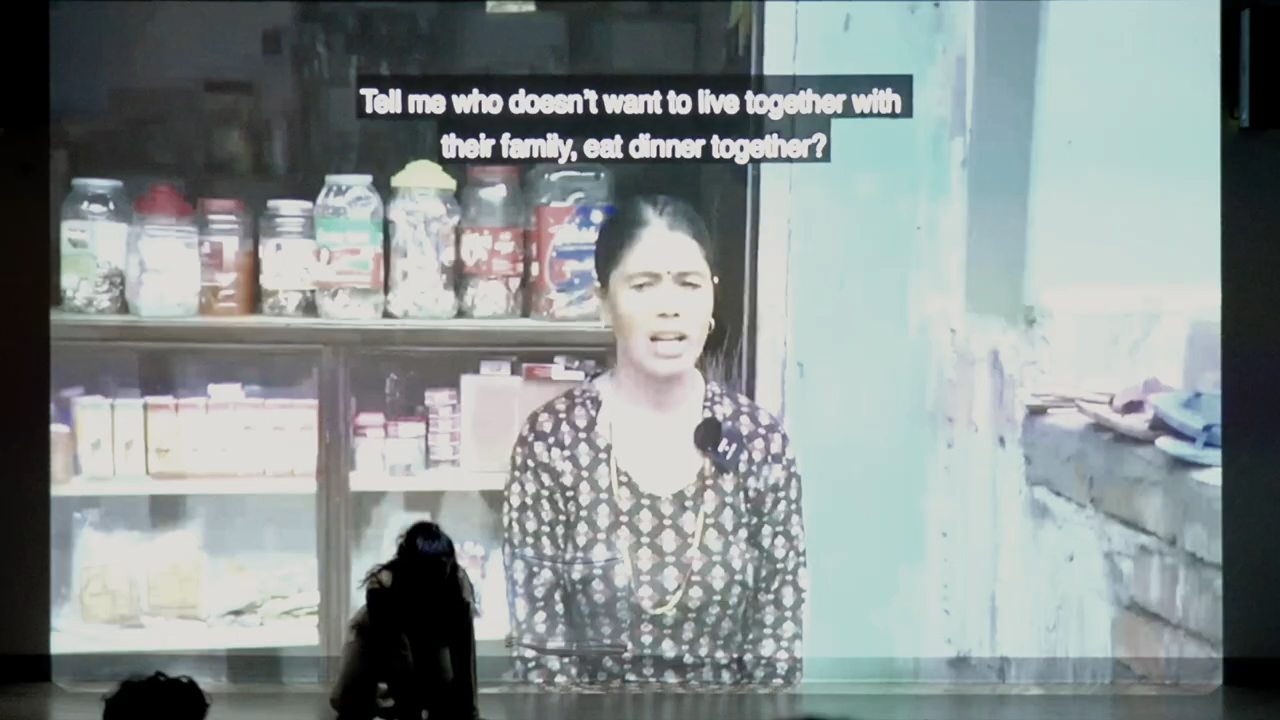 Tell me who doesn't want to live together with
their family, eat dinner together?